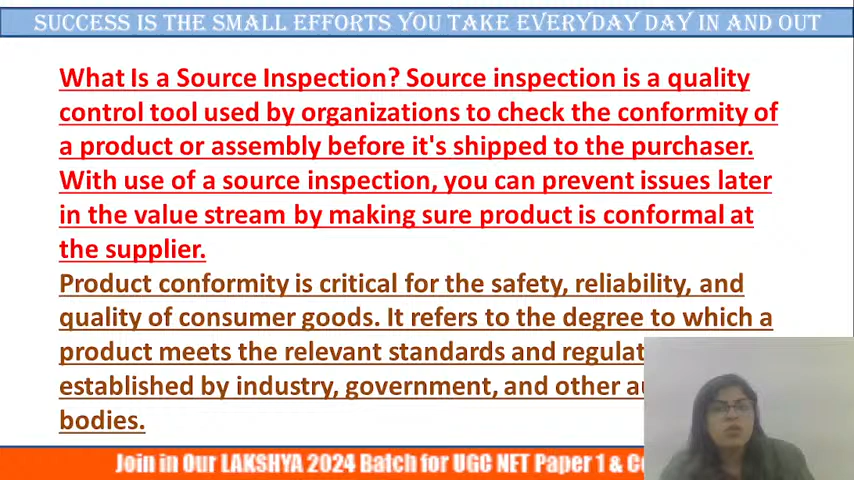 SUCCESS IS THE SMALL EFFORTS YOU TAKE EVERYDAY DAY IN AND OUT
What Is a Source Inspection? Source inspection is a quality
control tool used by organizations to check the conformity of
a product or assembly before it's shipped to the purchaser.
With use of a source inspection, you can prevent issues later
in the value stream by making sure product is conformal at
the supplier.
Product conformity is critical for the safety, reliability, and
quality of consumer goods. It refers to the degree to which a
product meets the relevant standards and
established by industry, government, and other
bodies.
Join in Our LAKSHYA 2024 Batch for UGC NET Paper 1 &